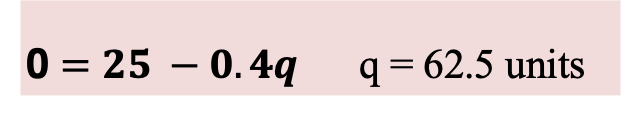 0 = 25 − 0.4q q = 62.5 units